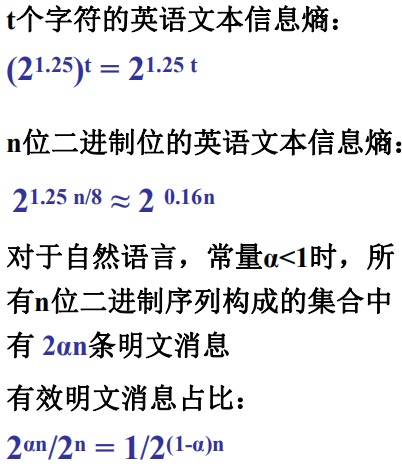 t个字符的英语文本信息熵：
(2^1.25)^t = 2^1.25 t
n位二进制位的英语文本信息熵：
2^1.25 n/8 ≈ 2^0.16n
对于自然语言，常量α<1时，所
有n位二进制序列构成的集合中
有 2αn条明文消息
有效明文消息占比：
2^αn/2^n = 1/2^(1-α)n